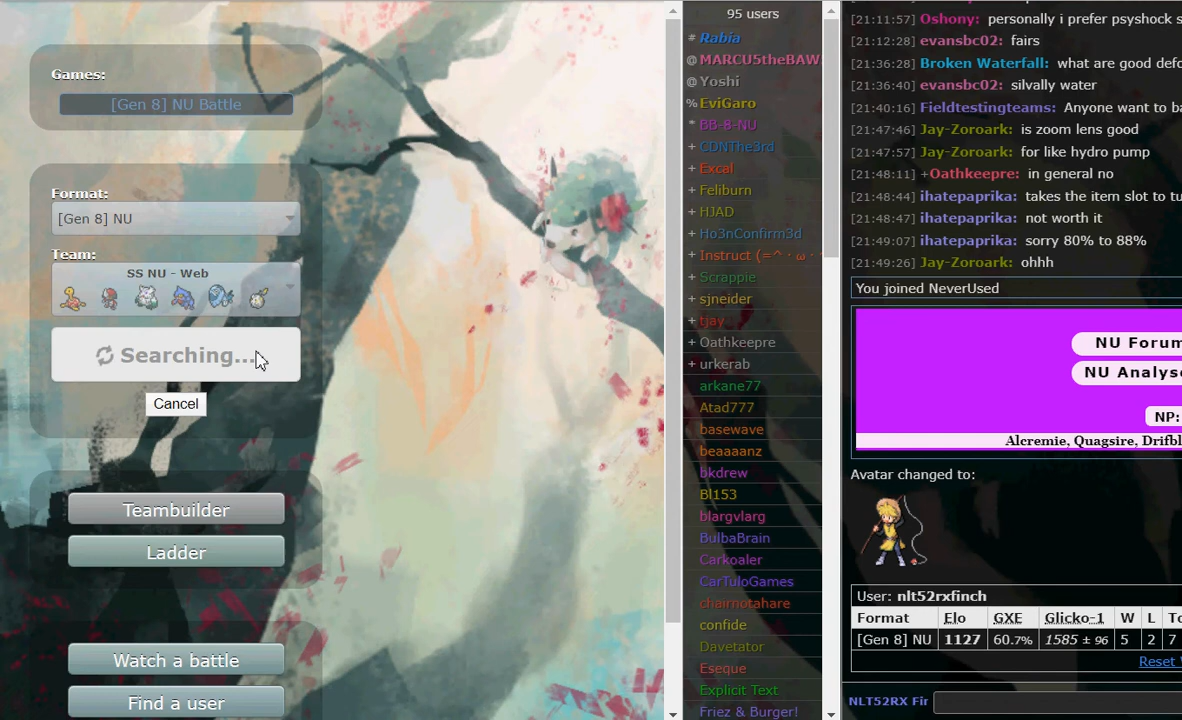 Games:
[Gen 8] NU Battle
Format:
[Gen 8] NU
Team:
SS NU - Web
Searching...
Cancel
Teambuilder
Ladder
Watch a battle
Find a user
95 users
# Rabia
@ MARCU5theBAW
@ Yoshi
% EviGaro
* BB-8-NU
+ CDNThe3rd
+ Excal
+ Feliburn
+ HJAD
+ Ho3nConfirm3d
+ Instruct (=^・ω・
+ Scrappie
+ sjneider
+ tjay
+ Oathkeepre
+ urkerab
arkane77
Atad777
basewave
beaaaanz
bkdrew
Bl153
blargvlarg
BulbaBrain
Carkoaler
CarTuloGames
chairnotahare
confide
Davetator
Eseque
Explicit Text
Friez & Burger!
[21:11:57] Oshony: personally i prefer psyshock s
[21:12:28] evansbc02: fairs
[21:36:28] Broken Waterfall: what are good defo
[21:36:40] evansbc02: silvally water
[21:40:16] Fieldtestingteams: Anyone want to ba
[21:47:46] Jay-Zoroark: is zoom lens good
[21:47:57] Jay-Zoroark: for like hydro pump
[21:48:11] +Oathkeepre: in general no
[21:48:44] ihatepaprika: takes the item slot to tu
[21:48:47] ihatepaprika: not worth it
[21:49:07] ihatepaprika: sorry 80% to 88%
[21:49:26] Jay-Zoroark: ohhh
You joined NeverUsed
NU Forum
NU Analys
NP:
Alcremie, Quagsire, Drifbl
Avatar changed to:
User: nlt52rxfinch
Format Elo GXE Glicko-1 W L To
[Gen 8] NU 1127 60.7% 1585 ± 96 5 2 7
Reset
NLT52RX Fir